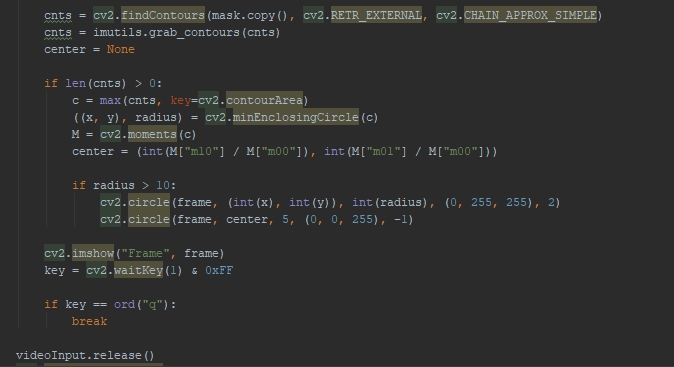 cnts = cv2.findContours(mask.copy(), cv2.RETR_EXTERNAL, cv2.CHAIN_APPROX_SIMPLE)
cnts = imutils.grab_contours(cnts)
center = None
if len(cnts) > 0:
c = max(cnts, key=cv2.contourArea)
((x, y), radius) = cv2.minEnclosingCircle(c)
M = cv2.moments(c)
center = (int(M["m10"] / M["m00"]), int(M["m01"] / M["m00"]))
if radius > 10:
cv2.circle(frame, (int(x), int(y)), int(radius), (0, 255, 255), 2)
cv2.circle(frame, center, 5, (0, 0, 255), -1)
cv2.imshow("Frame", frame)
key = cv2.waitKey(1) & 0xFF
if key == ord("q"):
break
videoInput.release()